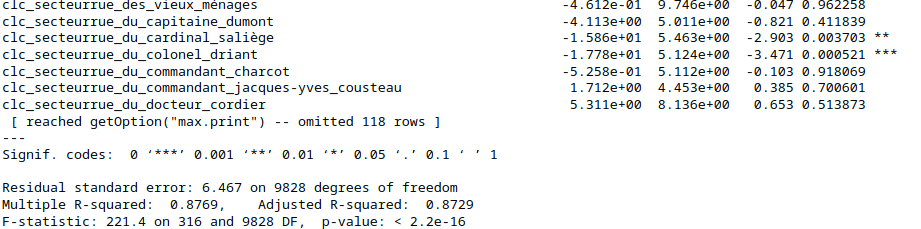 clc_secteurrue_des_vieux_ménages -4.612e-01 9.746e+00 -0.047 0.962258
clc_secteurrue_du_capitaine_dumont -4.113e+00 5.011e+00 -0.821 0.411839
clc_secteurrue_du_cardinal_saliège -1.586e+01 5.463e+00 -2.903 0.003703 **
clc_secteurrue_du_colonel_driant -1.778e+01 5.124e+00 -3.471 0.000521 ***
clc_secteurrue_du_commandant_charcot -5.258e-01 5.112e+00 -0.103 0.918069
clc_secteurrue_du_commandant_jacques-yves_cousteau 1.712e+00 4.453e+00 0.385 0.700601
clc_secteurrue_du_docteur_cordier 5.311e+00 8.136e+00 0.653 0.513873
[ reached getOption("max.print") -- omitted 118 rows ]
---
Signif. codes:  0 ‘***’ 0.001 ‘**’ 0.01 ‘*’ 0.05 ‘.’ 0.1 ‘ ’ 1
Residual standard error: 6.467 on 9828 degrees of freedom
Multiple R-squared:  0.8769,    Adjusted R-squared:  0.8729
F-statistic: 221.4 on 316 and 9828 DF,  p-value: < 2.2e-16